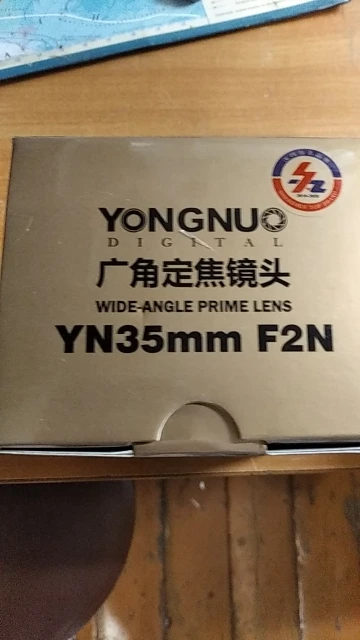 YONGNUO
DIGITAL
广角定焦镜头
WIDE-ANGLE PRIME LENS
YN35mm F2N